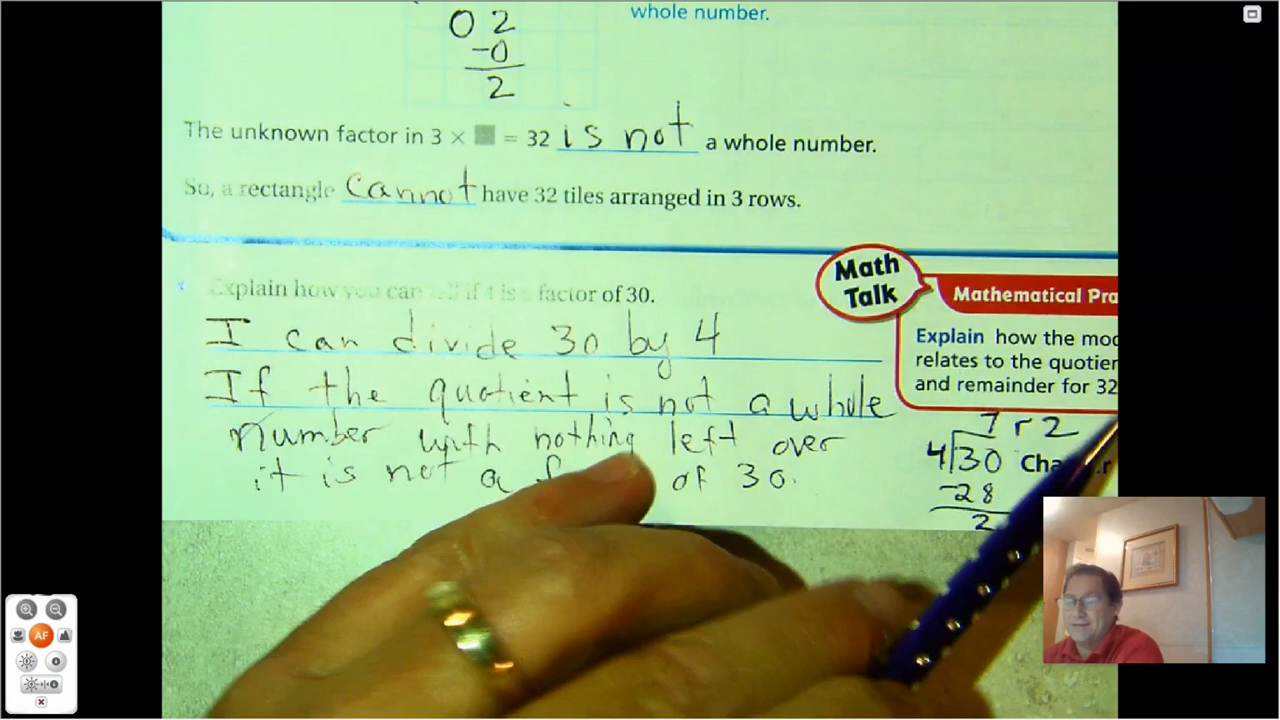 whole number.
0 2
-0
2
The unknown factor in 3 × ■ = 32 is not a whole number.
So, a rectangle cannot have 32 tiles arranged in 3 rows.
Explain how you can tell if 4 is a factor of 30.
I can divide 30 by 4
If the quotient is not a whole
number with nothing left over
it is not a of 30.
Math
Talk
Mathematical Pra
Explain how the mod
relates to the quotien
and remainder for 32
7 r 2
4)30
-28
2
AF